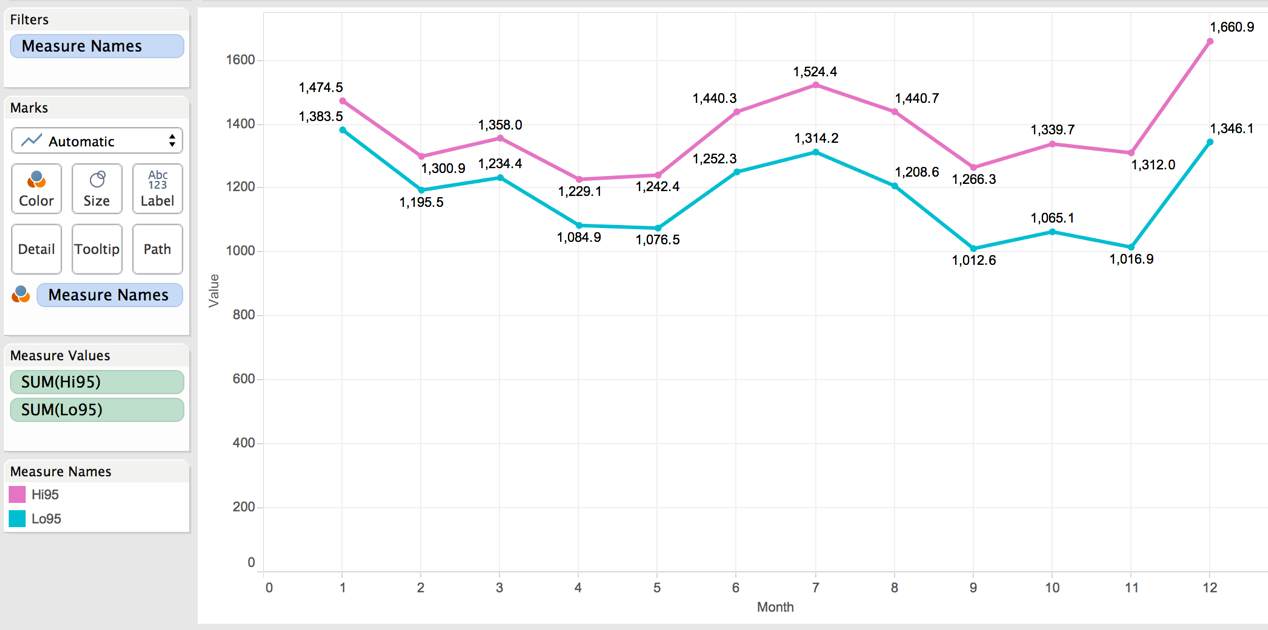 Filters
Measure Names
Marks
Automatic
Color
Size
Abc
123
Label
Detail
Tooltip
Path
Measure Names
Measure Values
SUM(Hi95)
SUM(Lo95)
Measure Names
Hi95
Lo95
Value
1600
1400
1200
1000
800
600
400
200
0
1,474.5
1,300.9
1,358.0
1,229.1
1,242.4
1,440.3
1,524.4
1,440.7
1,266.3
1,339.7
1,312.0
1,660.9
1,383.5
1,195.5
1,234.4
1,084.9
1,076.5
1,252.3
1,314.2
1,208.6
1,012.6
1,065.1
1,016.9
1,346.1
0 1 2 3 4 5 6 7 8 9 10 11 12
Month